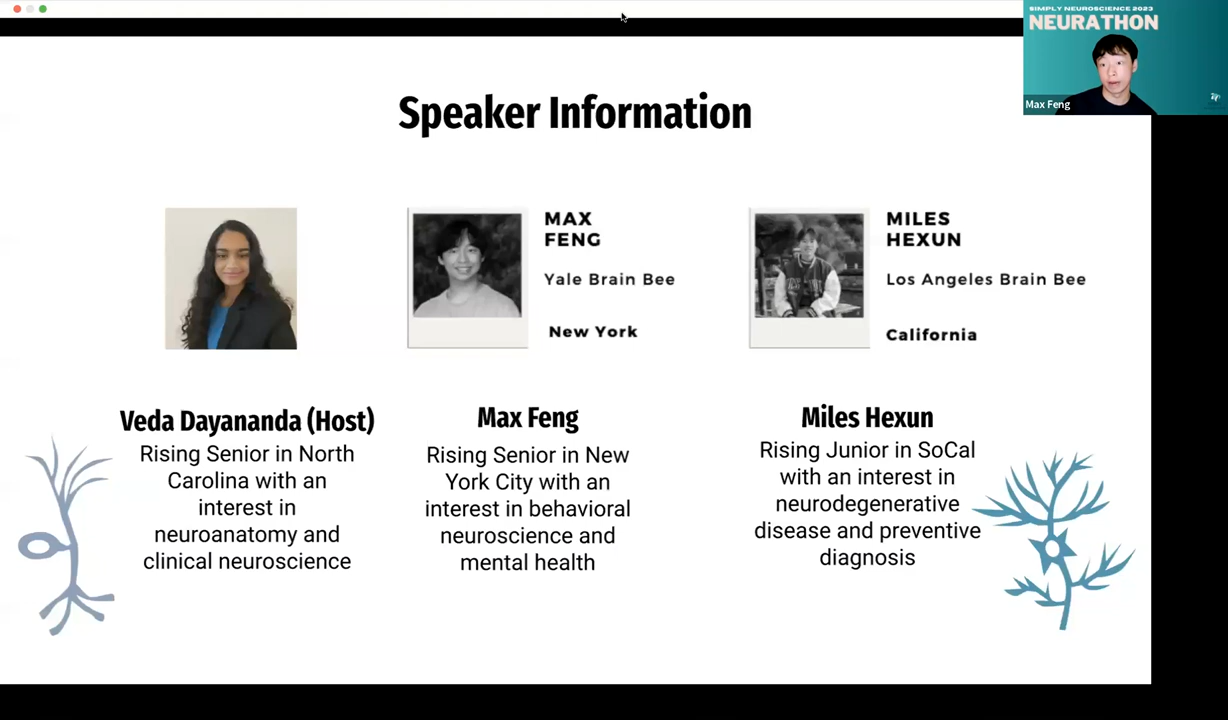 SIMPLY NEUROSCIENCE 2023
NEURATHON
Max Feng
Speaker Information
MAX
FENG
Yale Brain Bee
New York
MILES
HEXUN
Los Angeles Brain Bee
California
Veda Dayananda (Host)
Rising Senior in North
Carolina with an
interest in
neuroanatomy and
clinical neuroscience
Max Feng
Rising Senior in New
York City with an
interest in behavioral
neuroscience and
mental health
Miles Hexun
Rising Junior in SoCal
with an interest in
neurodegenerative
disease and preventive
diagnosis